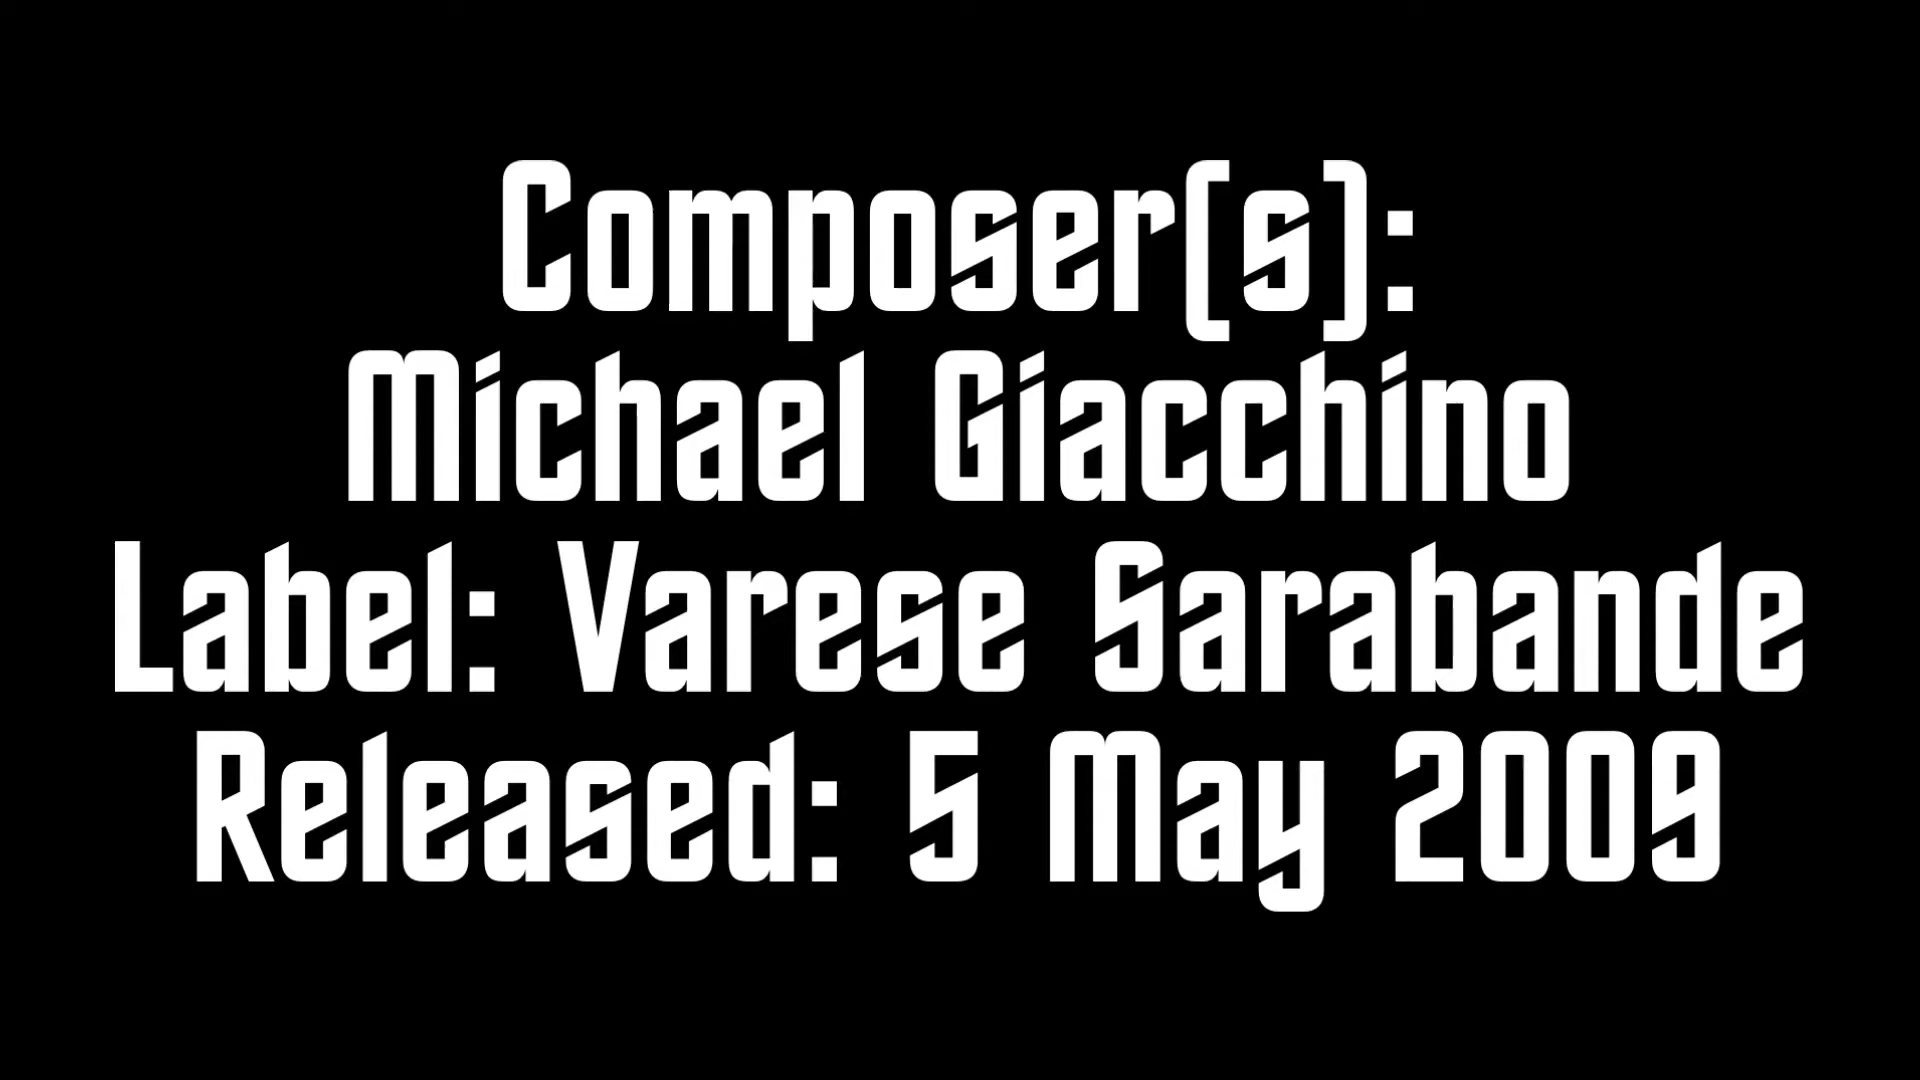 Composer(s):
Michael Giacchino
Label: Varese Sarabande
Released: 5 May 2009